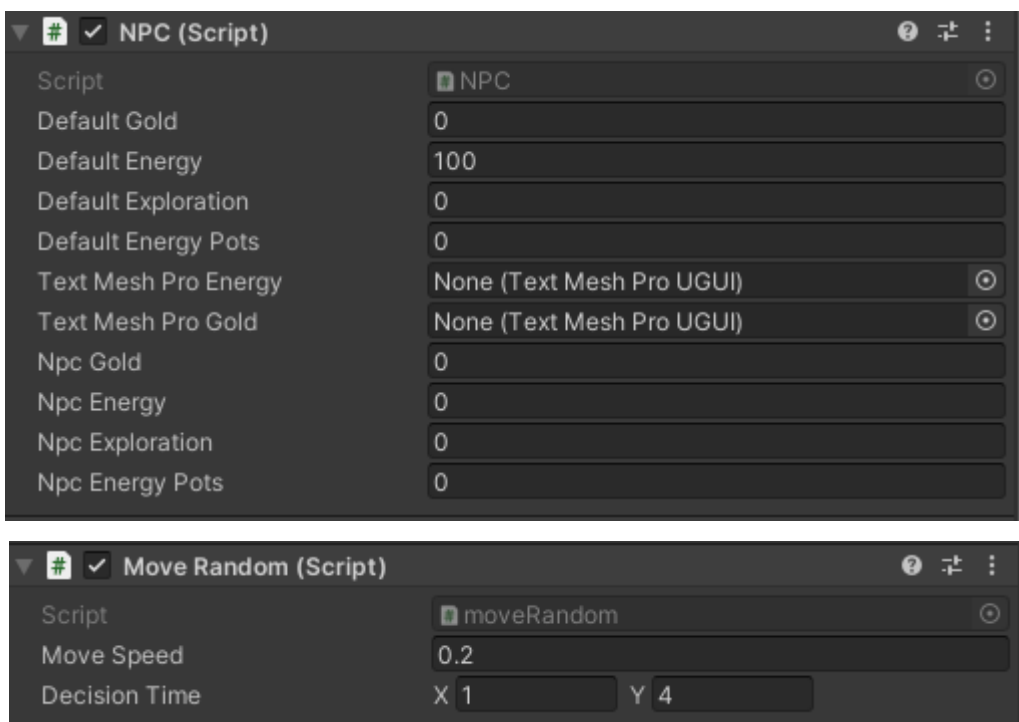 # NPC (Script)
Script # NPC
Default Gold 0
Default Energy 100
Default Exploration 0
Default Energy Pots 0
Text Mesh Pro Energy None (Text Mesh Pro UGUI)
Text Mesh Pro Gold None (Text Mesh Pro UGUI)
Npc Gold 0
Npc Energy 0
Npc Exploration 0
Npc Energy Pots 0
# Move Random (Script)
Script # moveRandom
Move Speed 0.2
Decision Time X 1 Y 4